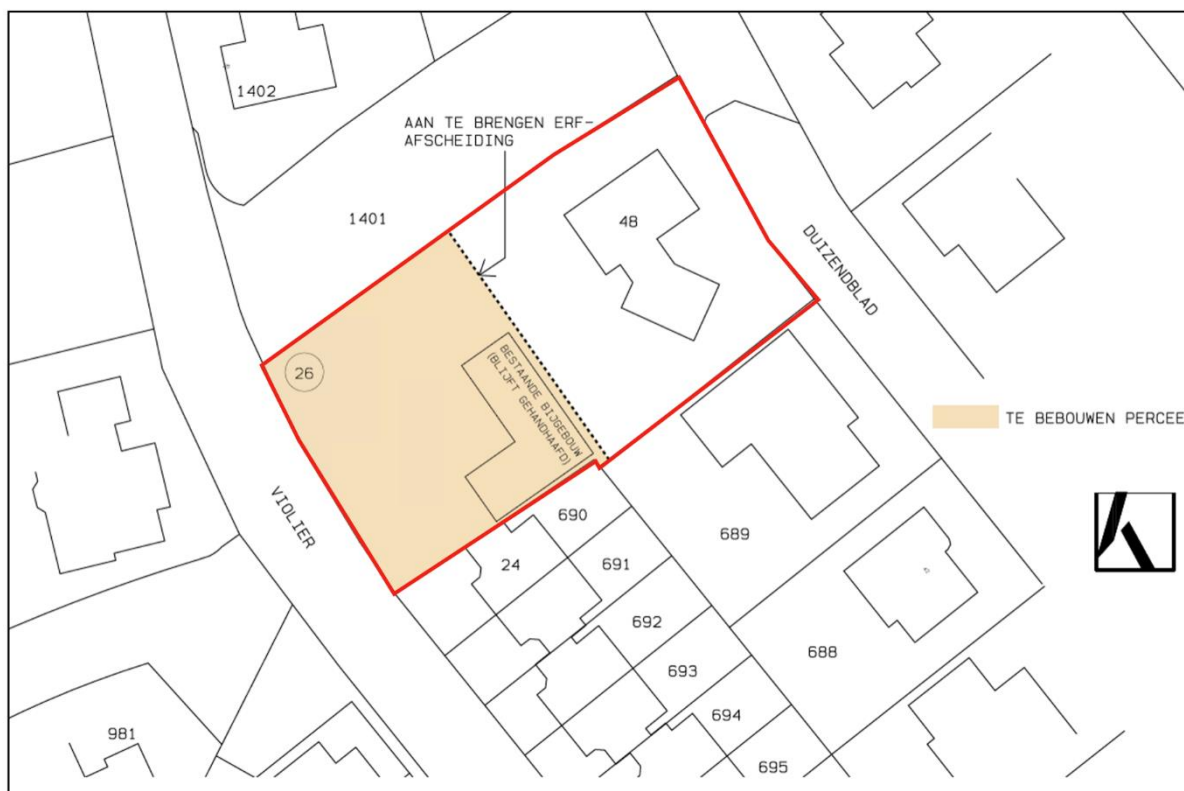 1402
AAN TE BRENGEN ERF-
AFSCHEIDING
1401
48
DUIZENDBLAD
26
BESTAANDE BIJGEBOUW
(BLIJFT GEHANDHAAFD)
TE BEBOUWEN PERCEE
VIOLIER
690
24
691
689
692
693
688
694
981
695